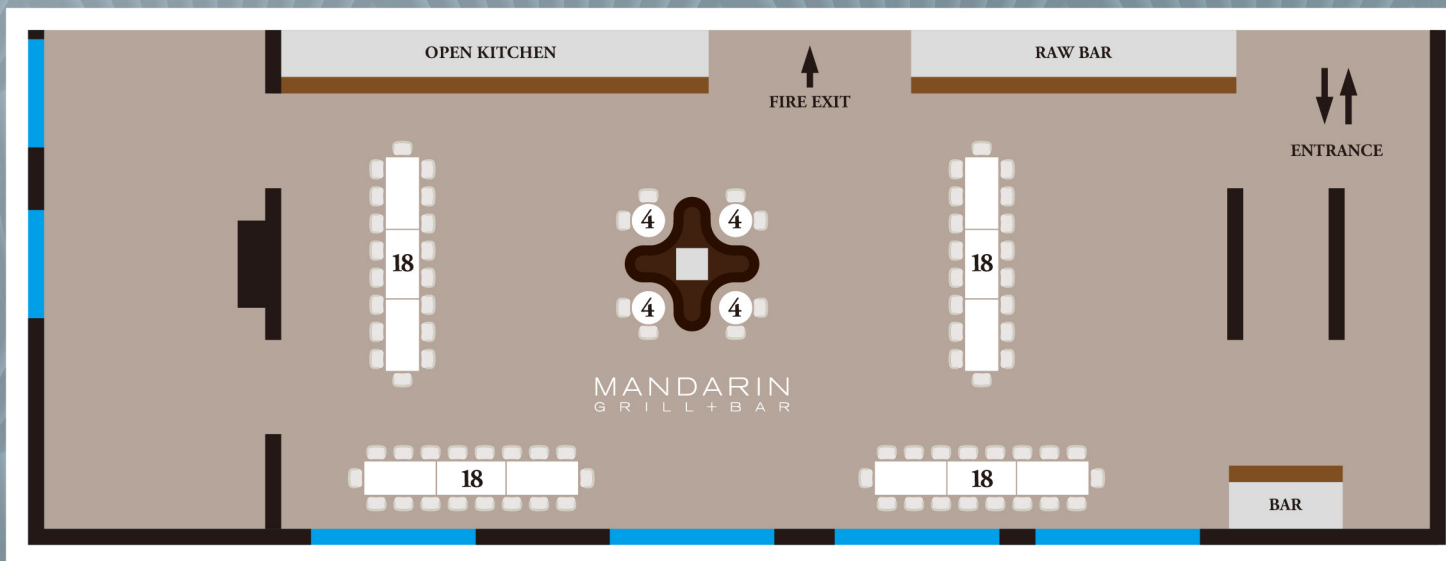 OPEN KITCHEN
RAW BAR
FIRE EXIT
ENTRANCE
4
4
18
18
4
4
MANDARIN
GRILL+BAR
18
18
BAR